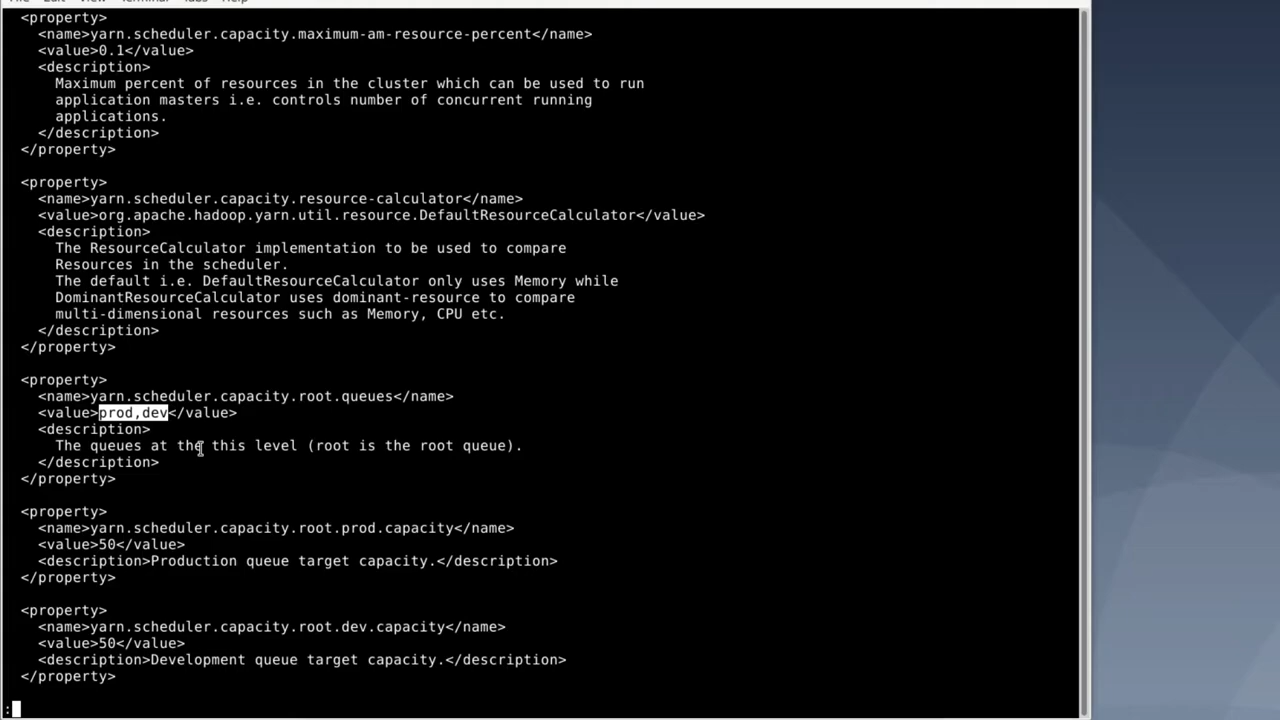 File Edit View Terminal Tabs Help
<property>
<name>yarn.scheduler.capacity.maximum-am-resource-percent</name>
<value>0.1</value>
<description>
Maximum percent of resources in the cluster which can be used to run
application masters i.e. controls number of concurrent running
applications.
</description>
</property>
<property>
<name>yarn.scheduler.capacity.resource-calculator</name>
<value>org.apache.hadoop.yarn.util.resource.DefaultResourceCalculator</value>
<description>
The ResourceCalculator implementation to be used to compare
Resources in the scheduler.
The default i.e. DefaultResourceCalculator only uses Memory while
DominantResourceCalculator uses dominant-resource to compare
multi-dimensional resources such as Memory, CPU etc.
</description>
</property>
<property>
<name>yarn.scheduler.capacity.root.queues</name>
<value>prod,dev</value>
<description>
The queues at the this level (root is the root queue).
</description>
</property>
<property>
<name>yarn.scheduler.capacity.root.prod.capacity</name>
<value>50</value>
<description>Production queue target capacity.</description>
</property>
<property>
<name>yarn.scheduler.capacity.root.dev.capacity</name>
<value>50</value>
<description>Development queue target capacity.</description>
</property>
: